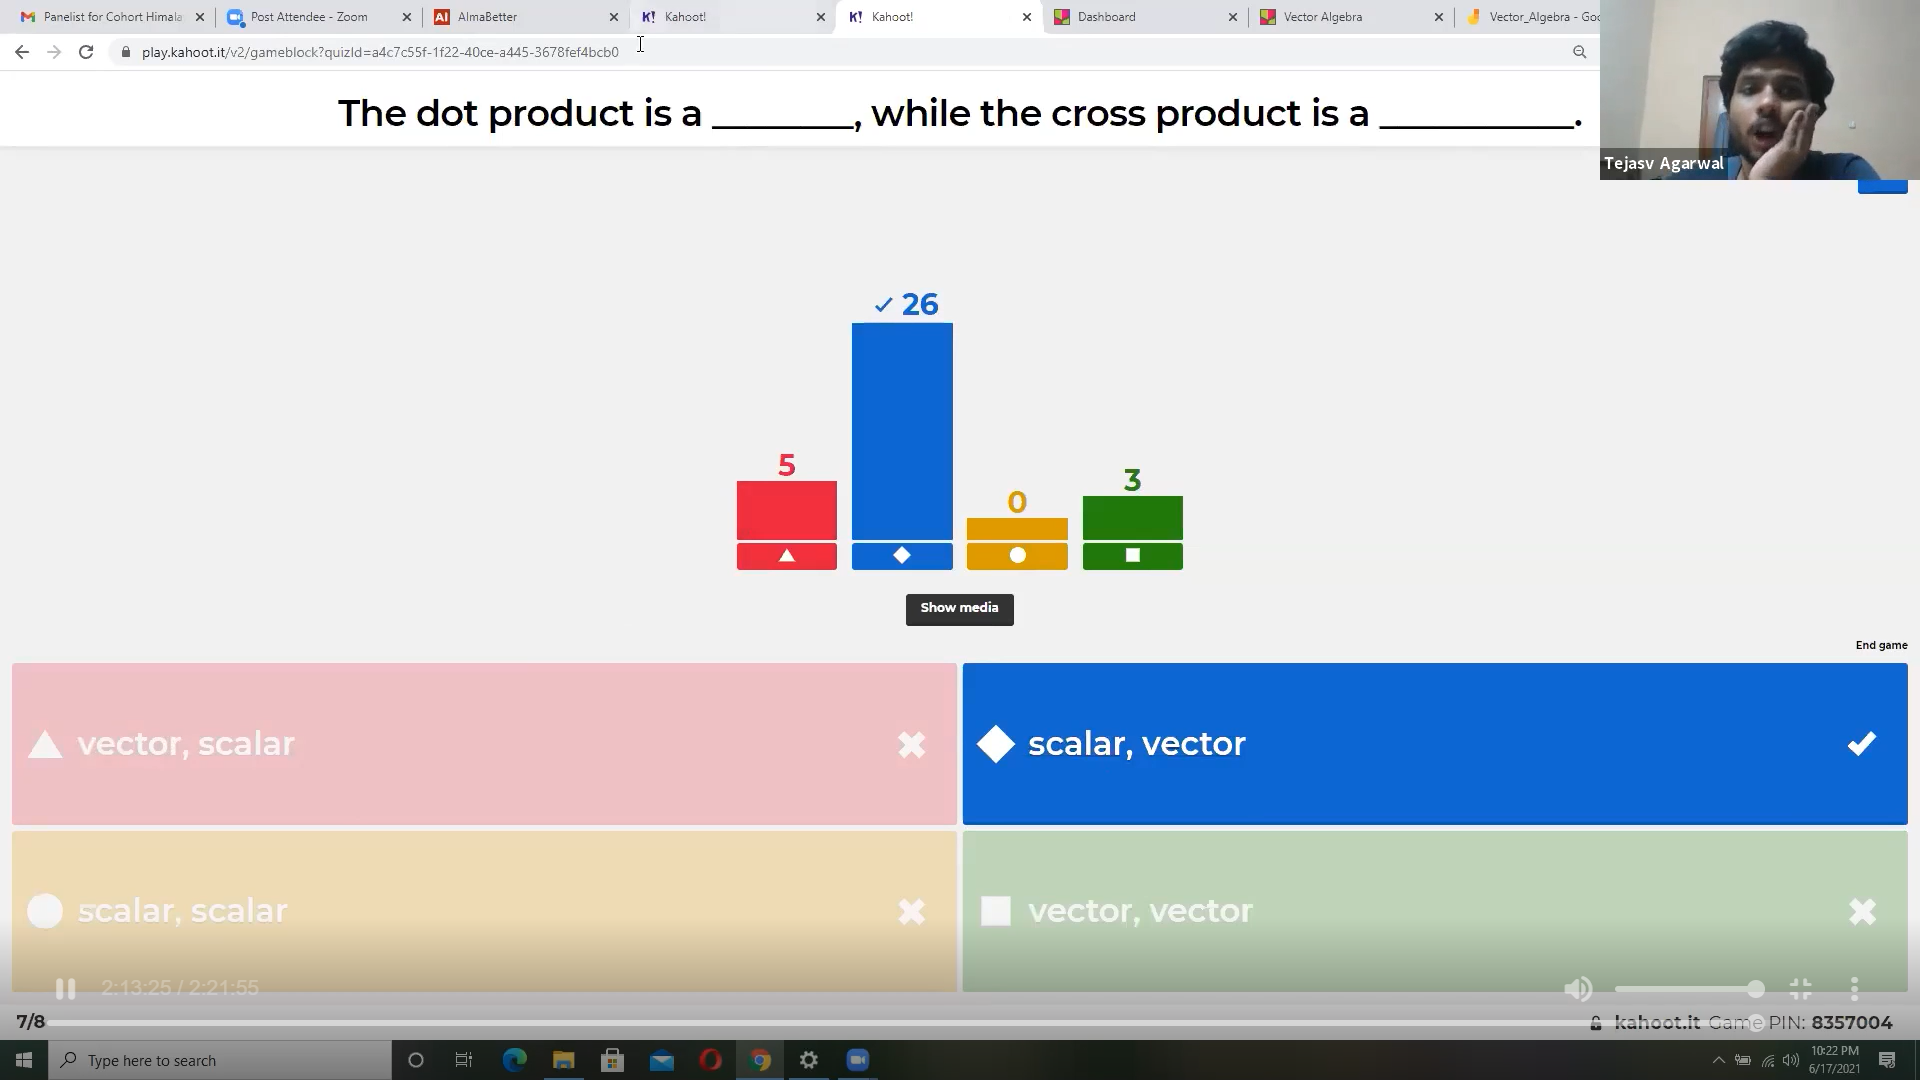 Panelist for Cohort Himala
Post Attendee - Zoom
AlmaBetter
Kahoot!
Kahoot!
Dashboard
Vector Algebra
Vector_Algebra - Goo
play.kahoot.it/v2/gameblock?quizId=a4c7c55f-1f22-40ce-a445-3678fef4bcb0
The dot product is a ________, while the cross product is a ___________.
Tejasv Agarwal
26
5
0
3
Show media
End game
vector, scalar
scalar, vector
scalar, scalar
vector, vector
2:13:25 / 2:21:55
7/8
kahoot.it Game PIN: 8357004
Type here to search
10:22 PM
6/17/2021